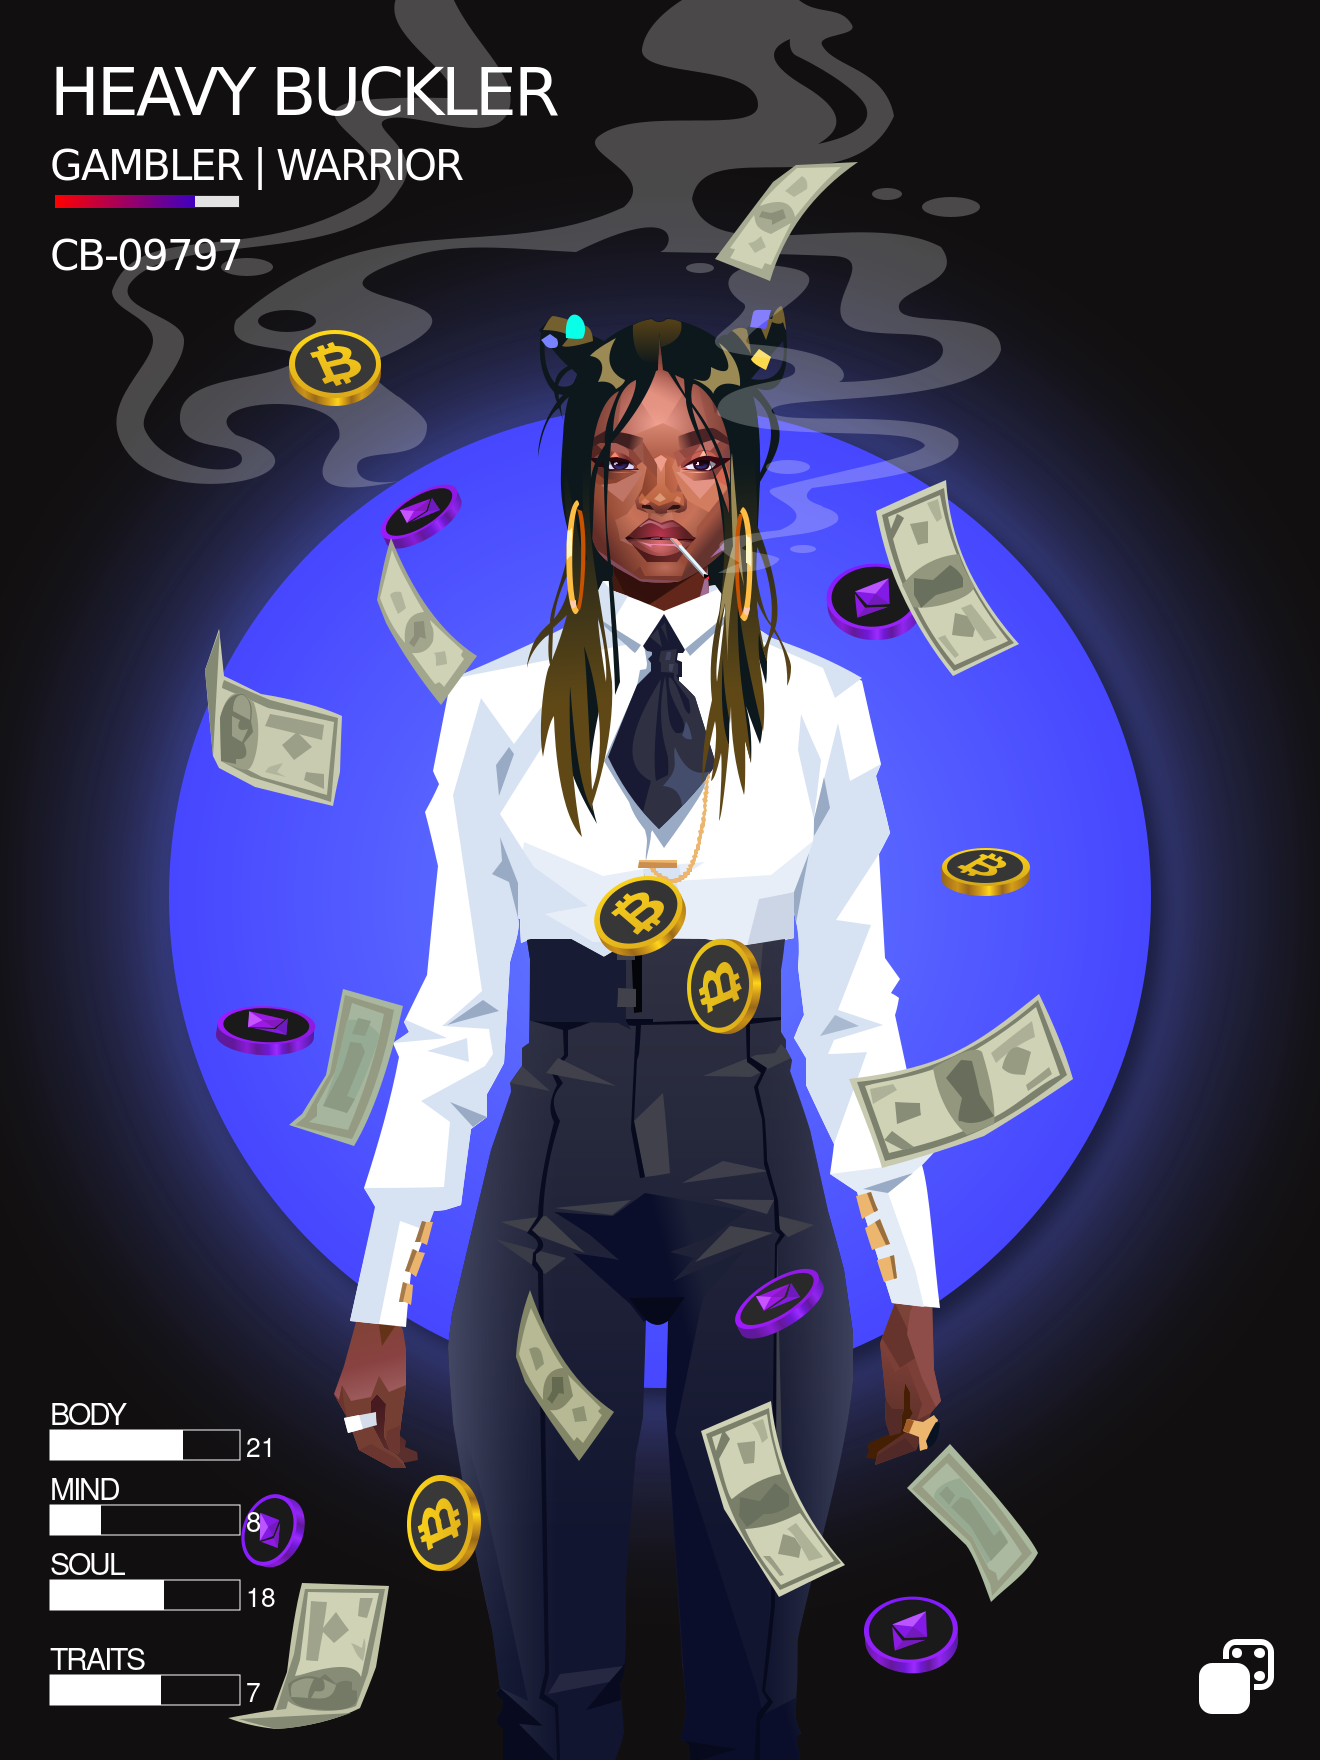 HEAVY BUCKLER
GAMBLER | WARRIOR
CB-09797
BODY
21
MIND
8
SOUL
18
TRAITS
7